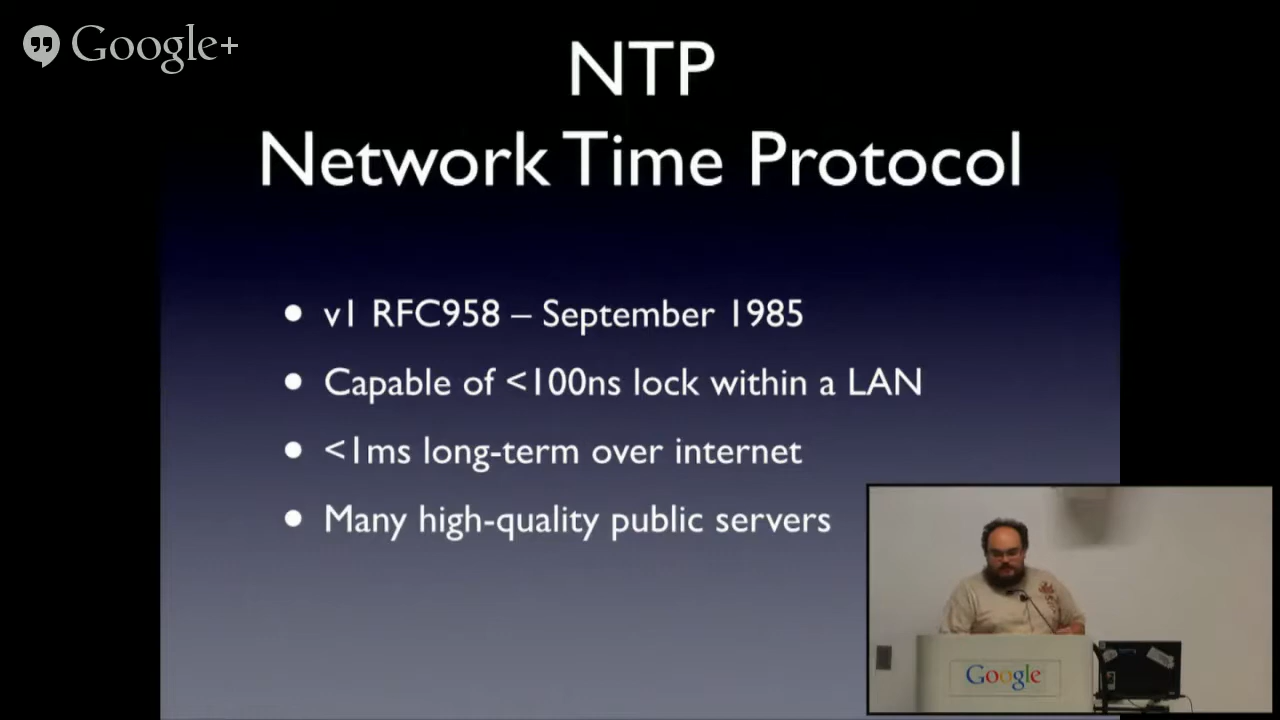 Google+
NTP
Network Time Protocol
• v1 RFC958 – September 1985
• Capable of <100ns lock within a LAN
• <1ms long-term over internet
• Many high-quality public servers
Google